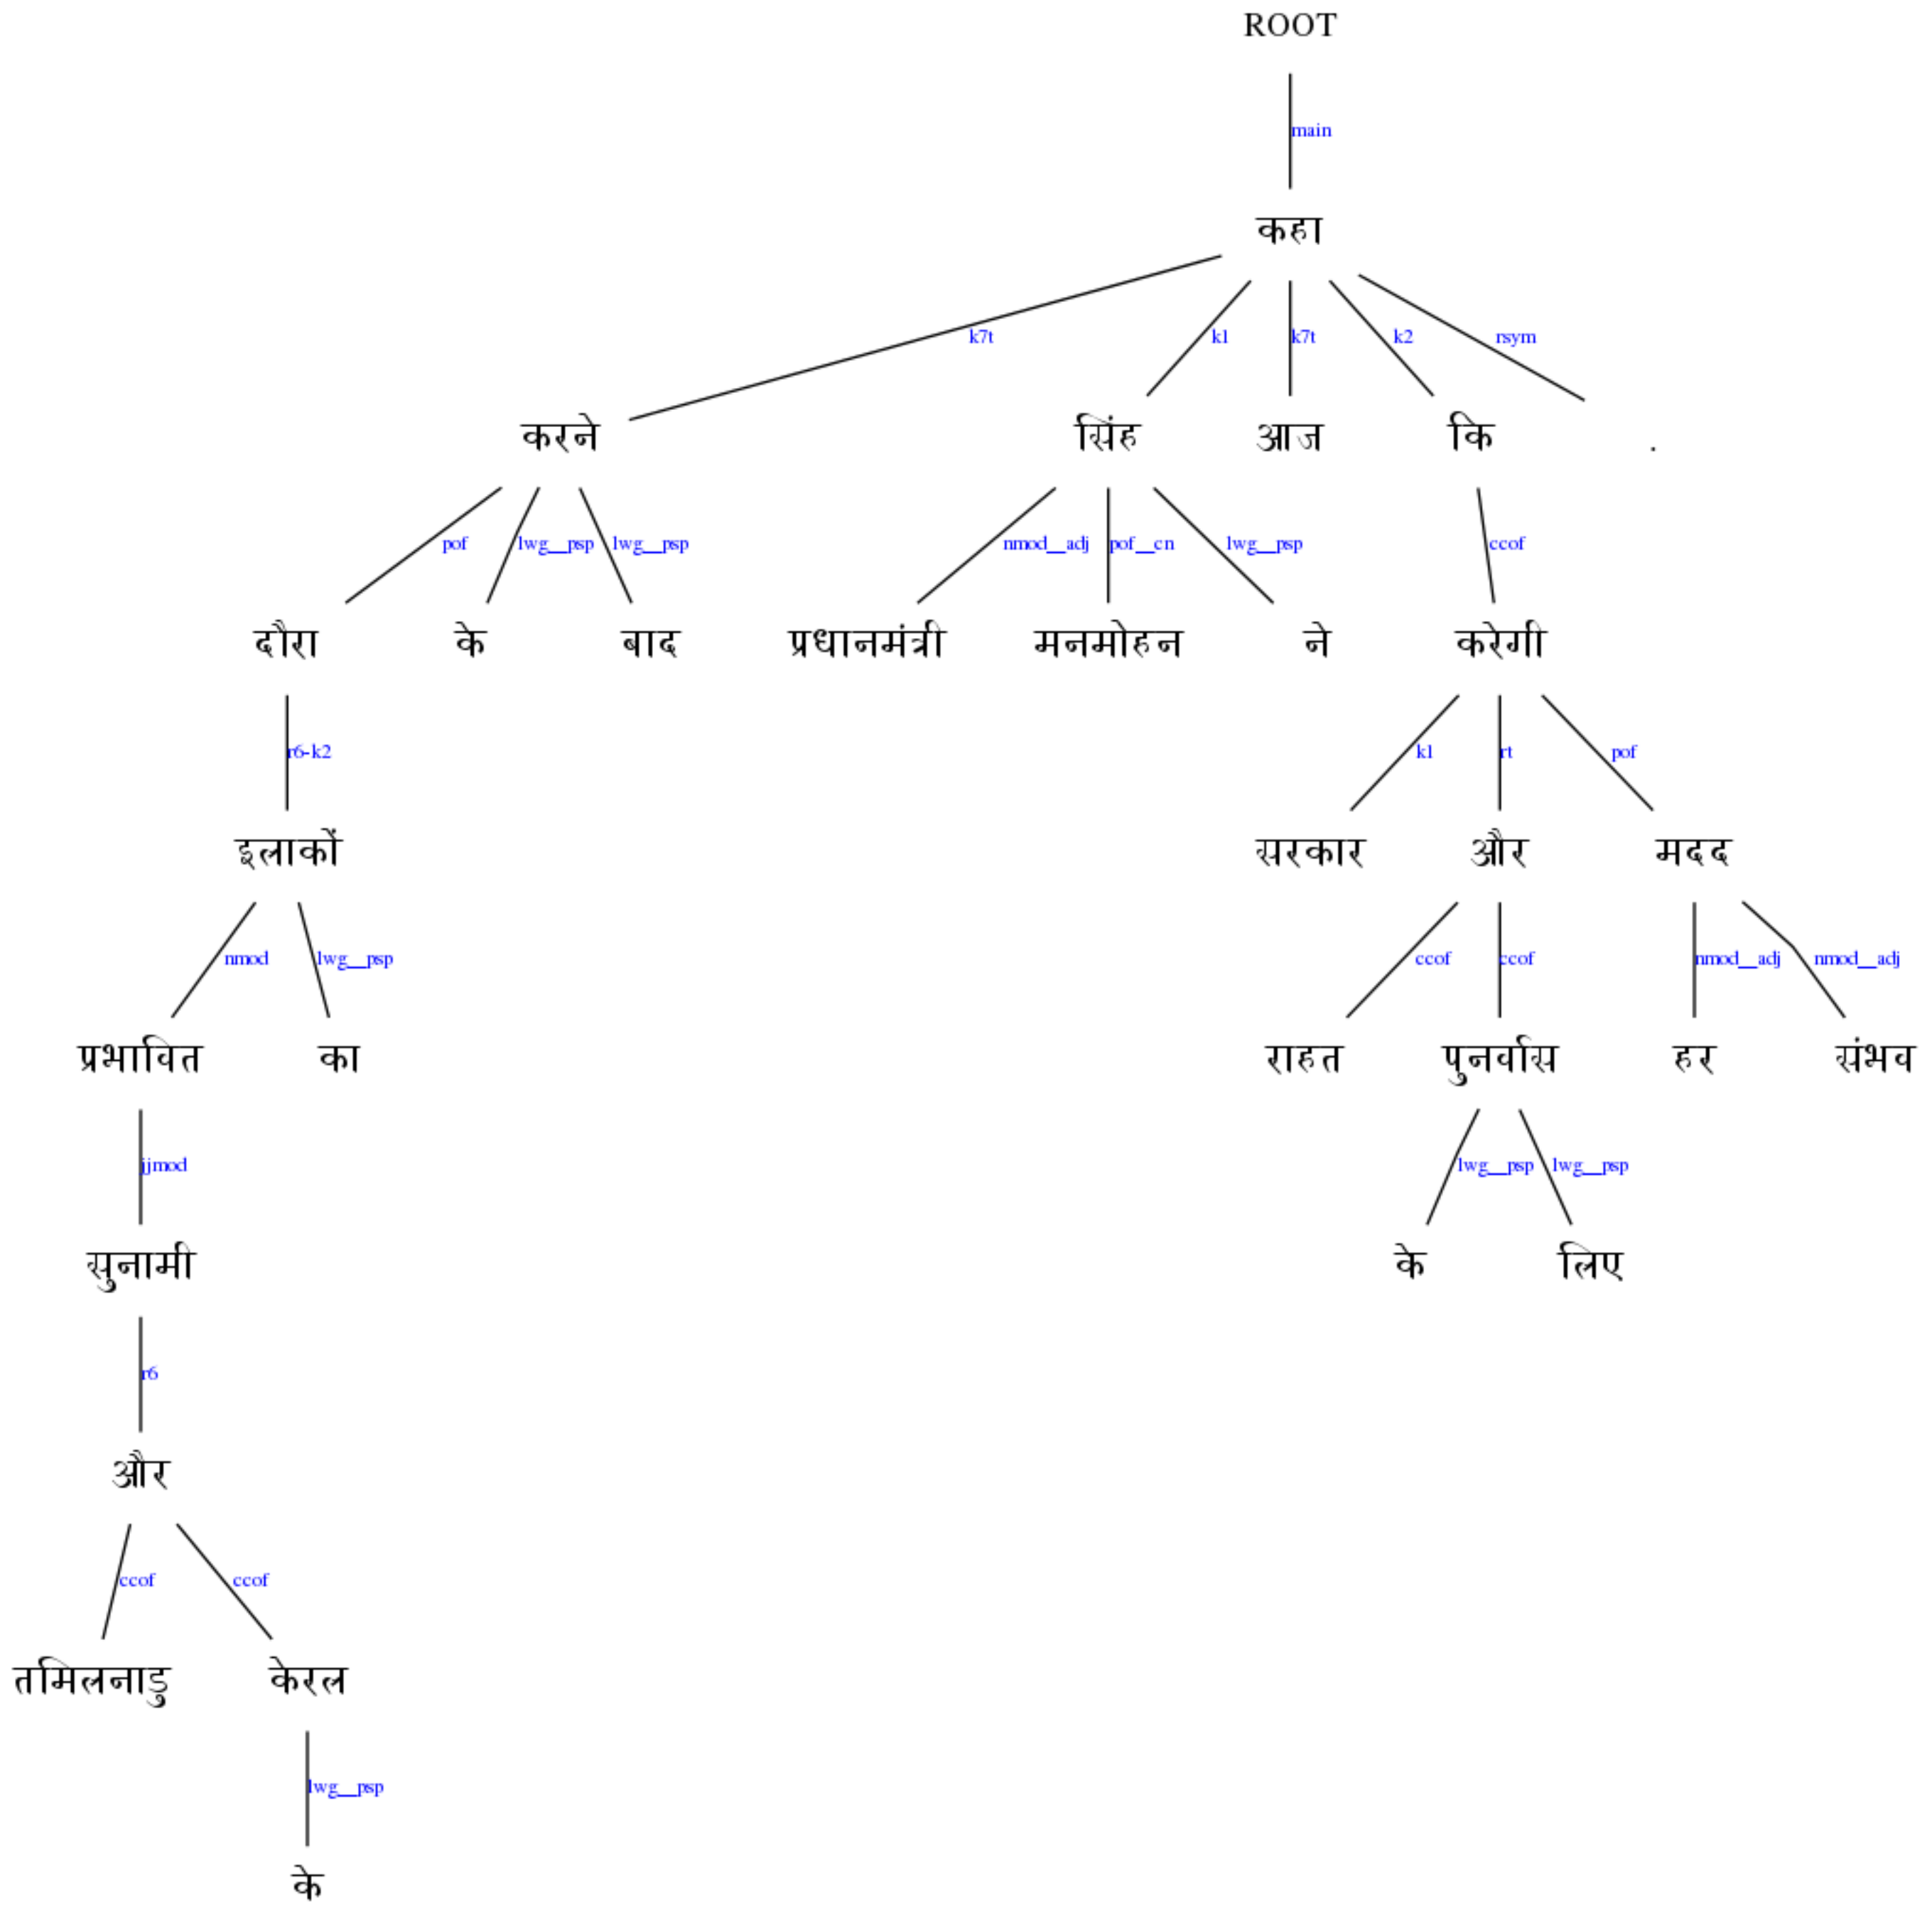 ROOT
main
कहा
k7t k1 k7t k2 rsym
करने सिंह आज कि .
pof lwg__psp lwg__psp nmod__adj pof__cn lwg__psp ccof
दौरा के बाद प्रधानमंत्री मनमोहन ने करेगी
r6-k2 k1 rt pof
इलाकों सरकार और मदद
nmod lwg__psp ccof ccof nmod__adj nmod__adj
प्रभावित का राहत पुनर्वास हर संभव
jjmod lwg__psp lwg__psp
सुनामी के लिए
r6
और
ccof ccof
तमिलनाडु केरल
lwg__psp
के